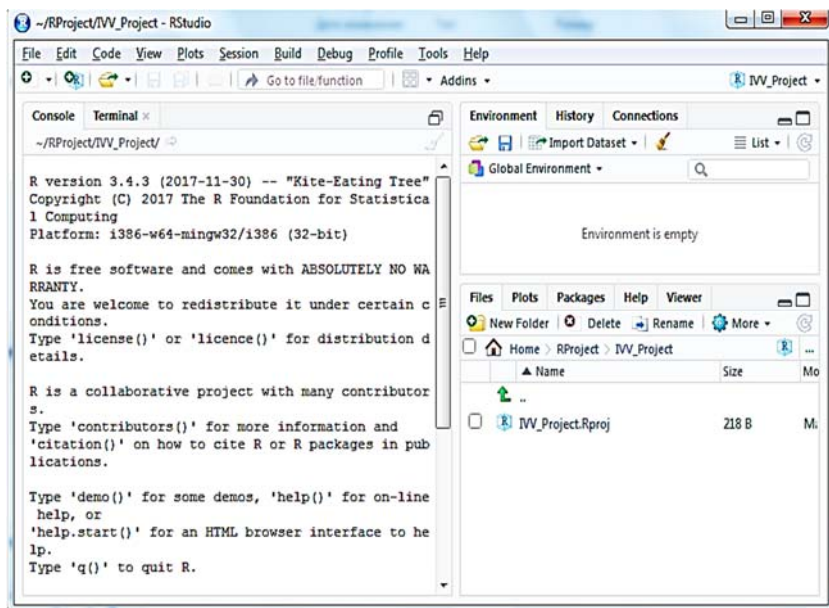 ~/RProject/IVV_Project - RStudio
File Edit Code View Plots Session Build Debug Profile Tools Help
Go to file/function Addins IVV_Project
Console Terminal
~/RProject/IVV_Project/
R version 3.4.3 (2017-11-30) -- "Kite-Eating Tree"
Copyright (C) 2017 The R Foundation for Statistica
l Computing
Platform: i386-w64-mingw32/i386 (32-bit)
R is free software and comes with ABSOLUTELY NO WA
RRANTY.
You are welcome to redistribute it under certain c
onditions.
Type 'license()' or 'licence()' for distribution d
etails.
R is a collaborative project with many contributor
s.
Type 'contributors()' for more information and
'citation()' on how to cite R or R packages in pub
lications.
Type 'demo()' for some demos, 'help()' for on-line
help, or
'help.start()' for an HTML browser interface to he
lp.
Type 'q()' to quit R.
Environment History Connections
Import Dataset List
Global Environment
Environment is empty
Files Plots Packages Help Viewer
New Folder Delete Rename More
Home > RProject > IVV_Project ...
Name Size Mo
..
IVV_Project.Rproj 218 B